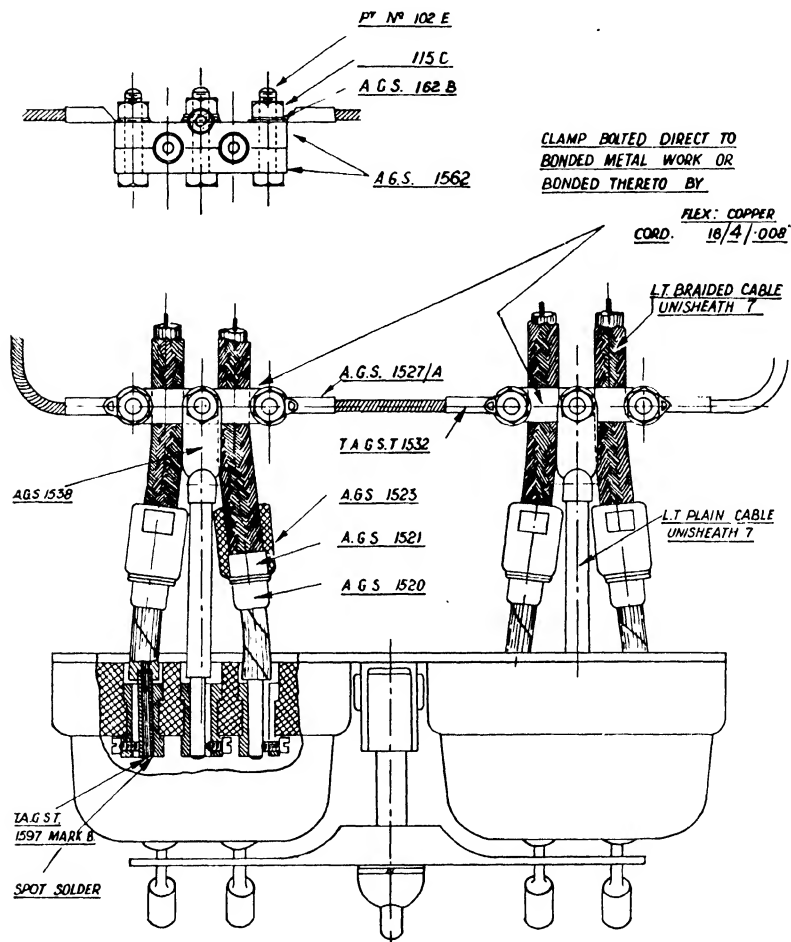 PT Nº 102 E
115 C
A.G.S. 162 B
A.G.S. 1562
CLAMP BOLTED DIRECT TO
BONDED METAL WORK OR
BONDED THERETO BY
FLEX: COPPER
CORD. 16/4/·008"
L.T. BRAIDED CABLE
UNISHEATH 7
A.G.S. 1527/A
T.A.G.S.T 1532
A.G.S 1538
A.G.S 1523
A.G.S 1521
A.G.S 1520
L.T PLAIN CABLE
UNISHEATH 7
T.A.G.S.T.
1597 MARK B.
SPOT SOLDER